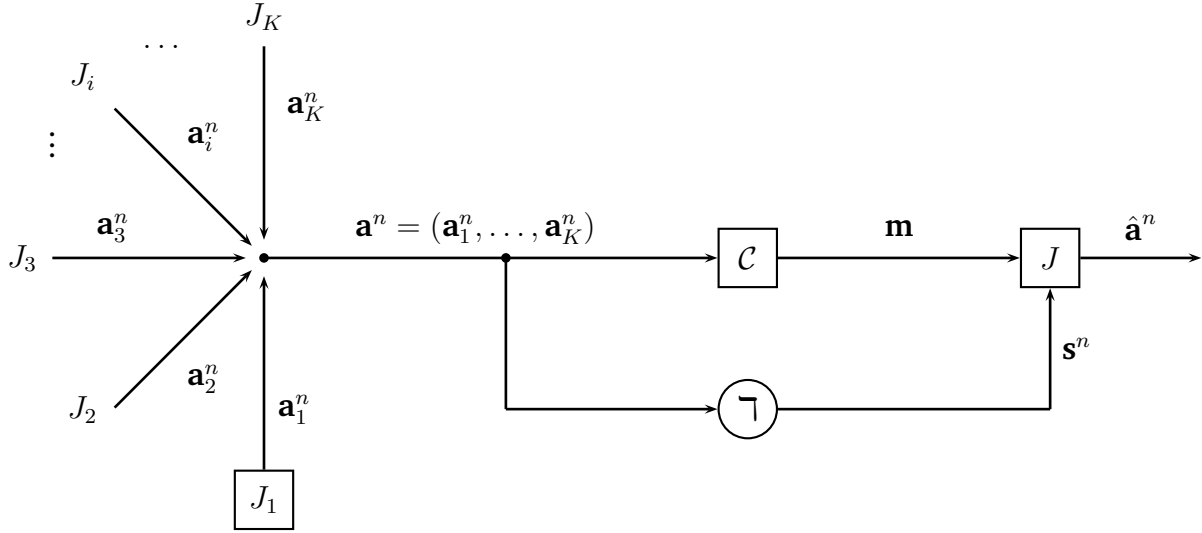 J_K
...
J_i
a_K^n
a_i^n
⋮
a_3^n
a^n = (a_1^n, ..., a_K^n)
m
â^n
J_3
C
J
s^n
a_2^n
J_2
a_1^n
ℸ
J_1